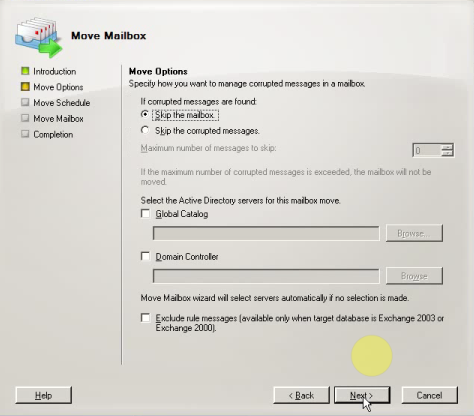 Move Mailbox
Introduction
Move Options
Move Schedule
Move Mailbox
Completion
Move Options
Specify how you want to manage corrupted messages in a mailbox.
If corrupted messages are found:
Skip the mailbox.
Skip the corrupted messages.
Maximum number of messages to skip:
0
If the maximum number of corrupted messages is exceeded, the mailbox will not be
moved.
Select the Active Directory servers for this mailbox move.
Global Catalog
Browse...
Domain Controller
Browse
Move Mailbox wizard will select servers automatically if no selection is made.
Exclude rule messages (available only when target database is Exchange 2003 or
Exchange 2000).
Help
< Back
Next >
Cancel